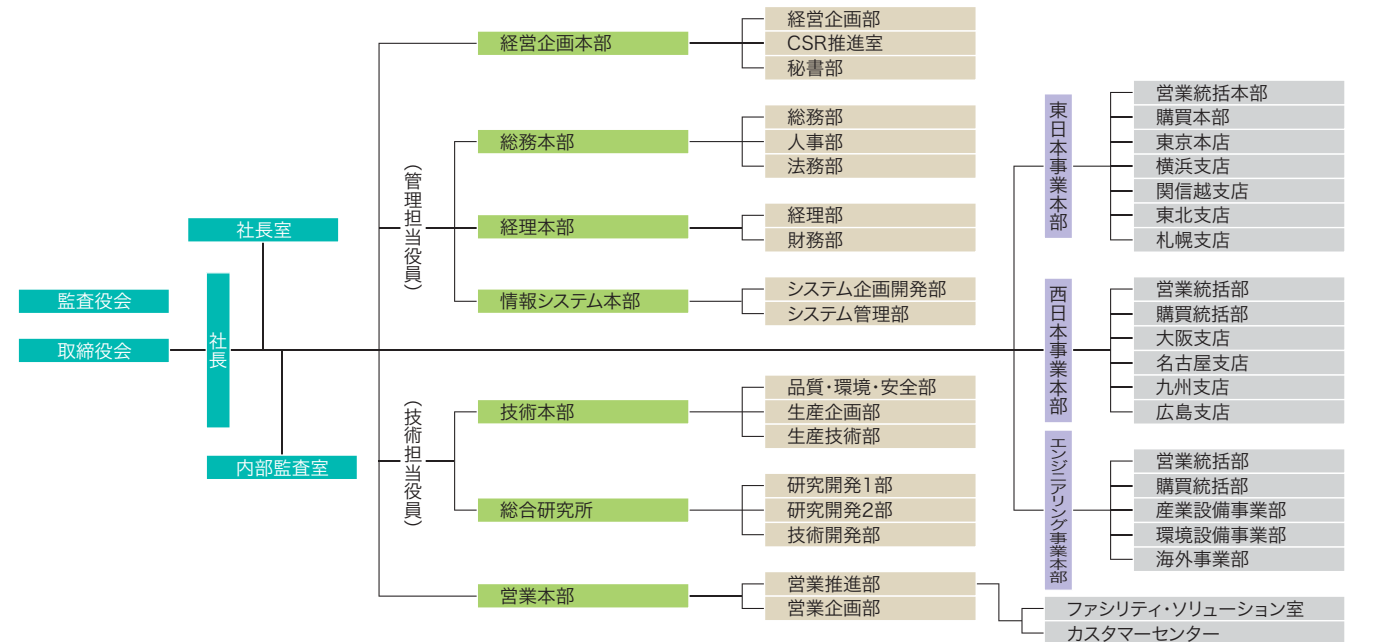 監査役会
取締役会
社長室
社長
内部監査室
(管理担当役員)
(技術担当役員)
経営企画本部
経営企画部
CSR推進室
秘書部
総務本部
総務部
人事部
法務部
経理本部
経理部
財務部
情報システム本部
システム企画開発部
システム管理部
技術本部
品質・環境・安全部
生産企画部
生産技術部
総合研究所
研究開発1部
研究開発2部
技術開発部
営業本部
営業推進部
営業企画部
ファシリティ・ソリューション室
カスタマーセンター
東日本事業本部
営業統括本部
購買本部
東京本店
横浜支店
関信越支店
東北支店
札幌支店
西日本事業本部
営業統括部
購買統括部
大阪支店
名古屋支店
九州支店
広島支店
エンジニアリング事業本部
営業統括部
購買統括部
産業設備事業部
環境設備事業部
海外事業部